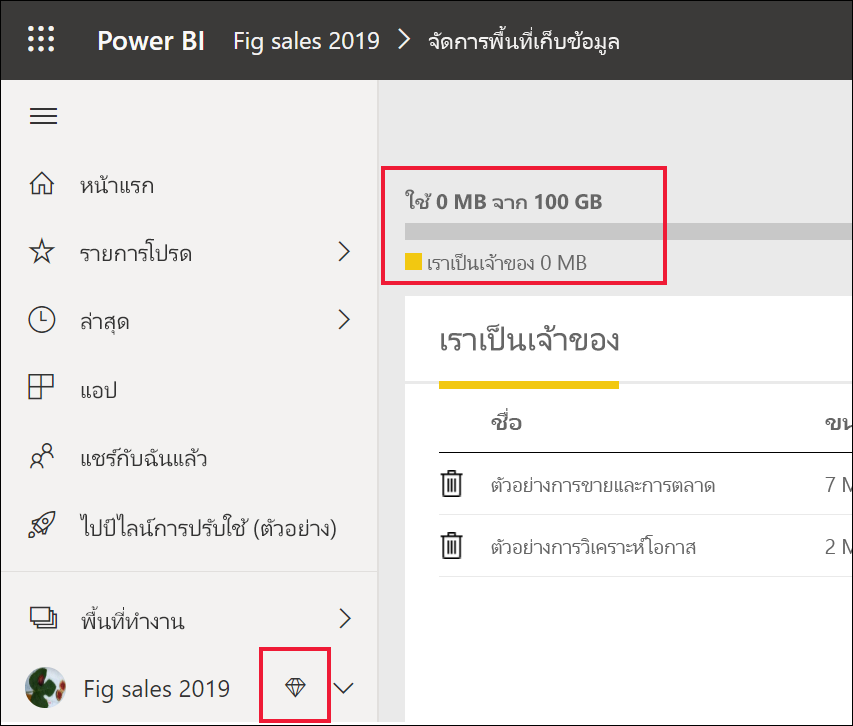 Power BI Fig sales 2019 จัดการพื้นที่เก็บข้อมูล
หน้าแรก
รายการโปรด
ล่าสุด
แอป
แชร์กับฉันแล้ว
ไปป์ไลน์การปรับใช้ (ตัวอย่าง)
พื้นที่ทำงาน
Fig sales 2019
ใช้ 0 MB จาก 100 GB
เราเป็นเจ้าของ 0 MB
เราเป็นเจ้าของ
ชื่อ
ตัวอย่างการขายและการตลาด 7
ตัวอย่างการวิเคราะห์โอกาส 2